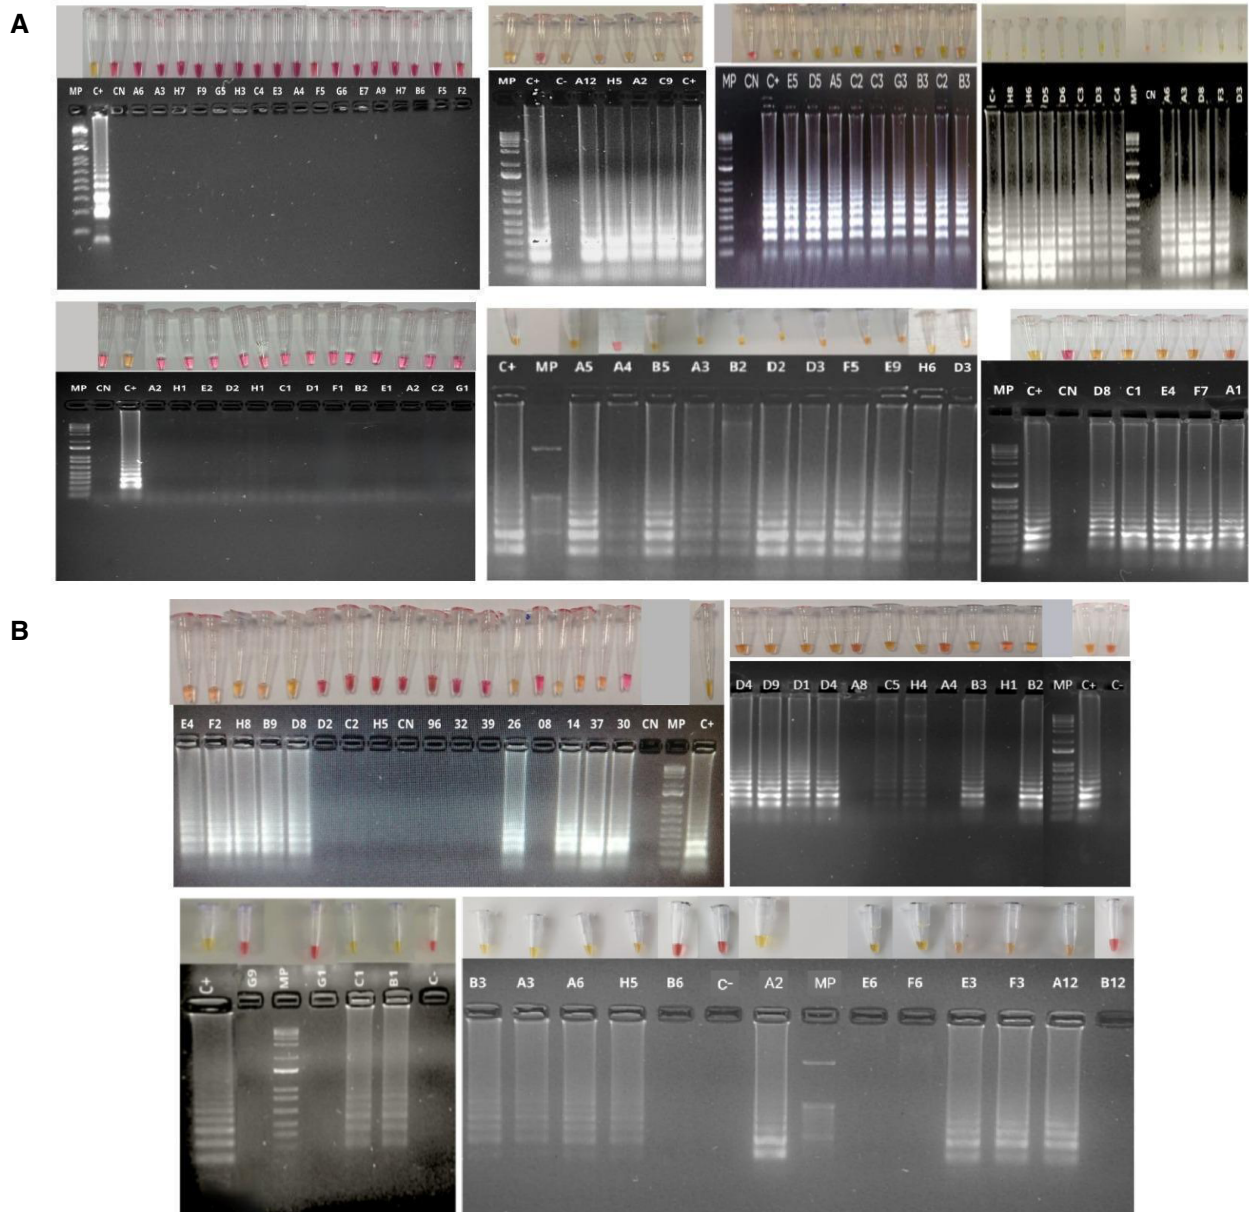 A
MP C+ CN A6 A3 H7 F9 G5 H3 C4 E3 A4 F5 G6 E7 A9 H7 B6 F5 F2
MP C+ C- A12 H5 A2 C9 C+
MP CN C+ E5 D5 A5 C2 C3 G3 B3 C2 B3
C+ H8 H6 D5 D6 C3 D3 C4 MP CN A6 A3 D8 F3 D3
MP CN C+ A2 H1 E2 D2 H1 C1 D1 F1 B2 E1 A2 C2 G1
C+ MP A5 A4 B5 A3 B2 D2 D3 F5 E9 H6 D3
MP C+ CN D8 C1 E4 F7 A1
B
E4 F2 H8 B9 D8 D2 C2 H5 CN 96 32 39 26 08 14 37 30 CN MP C+
D4 D9 D1 D4 A8 C5 H4 A4 B3 H1 B2 MP C+ C-
C+ G9 MP G1 C1 B1 C-
B3 A3 A6 H5 B6 C- A2 MP E6 F6 E3 F3 A12 B12